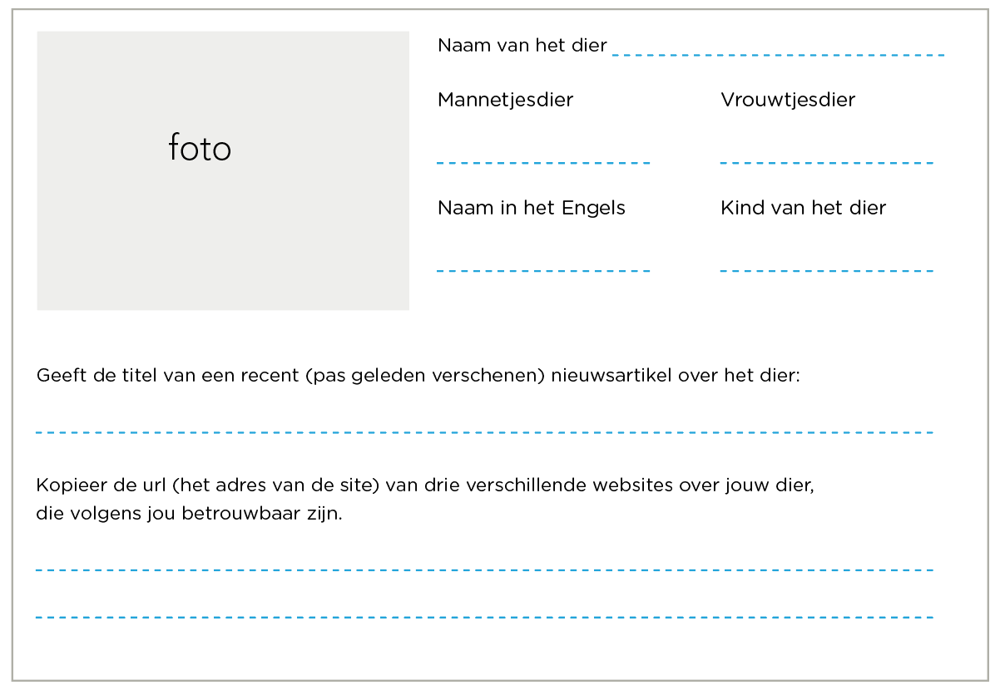 foto
Naam van het dier
Mannetjesdier
Vrouwtjesdier
Naam in het Engels
Kind van het dier
Geeft de titel van een recent (pas geleden verschenen) nieuwsartikel over het dier:
Kopieer de url (het adres van de site) van drie verschillende websites over jouw dier,
die volgens jou betrouwbaar zijn.